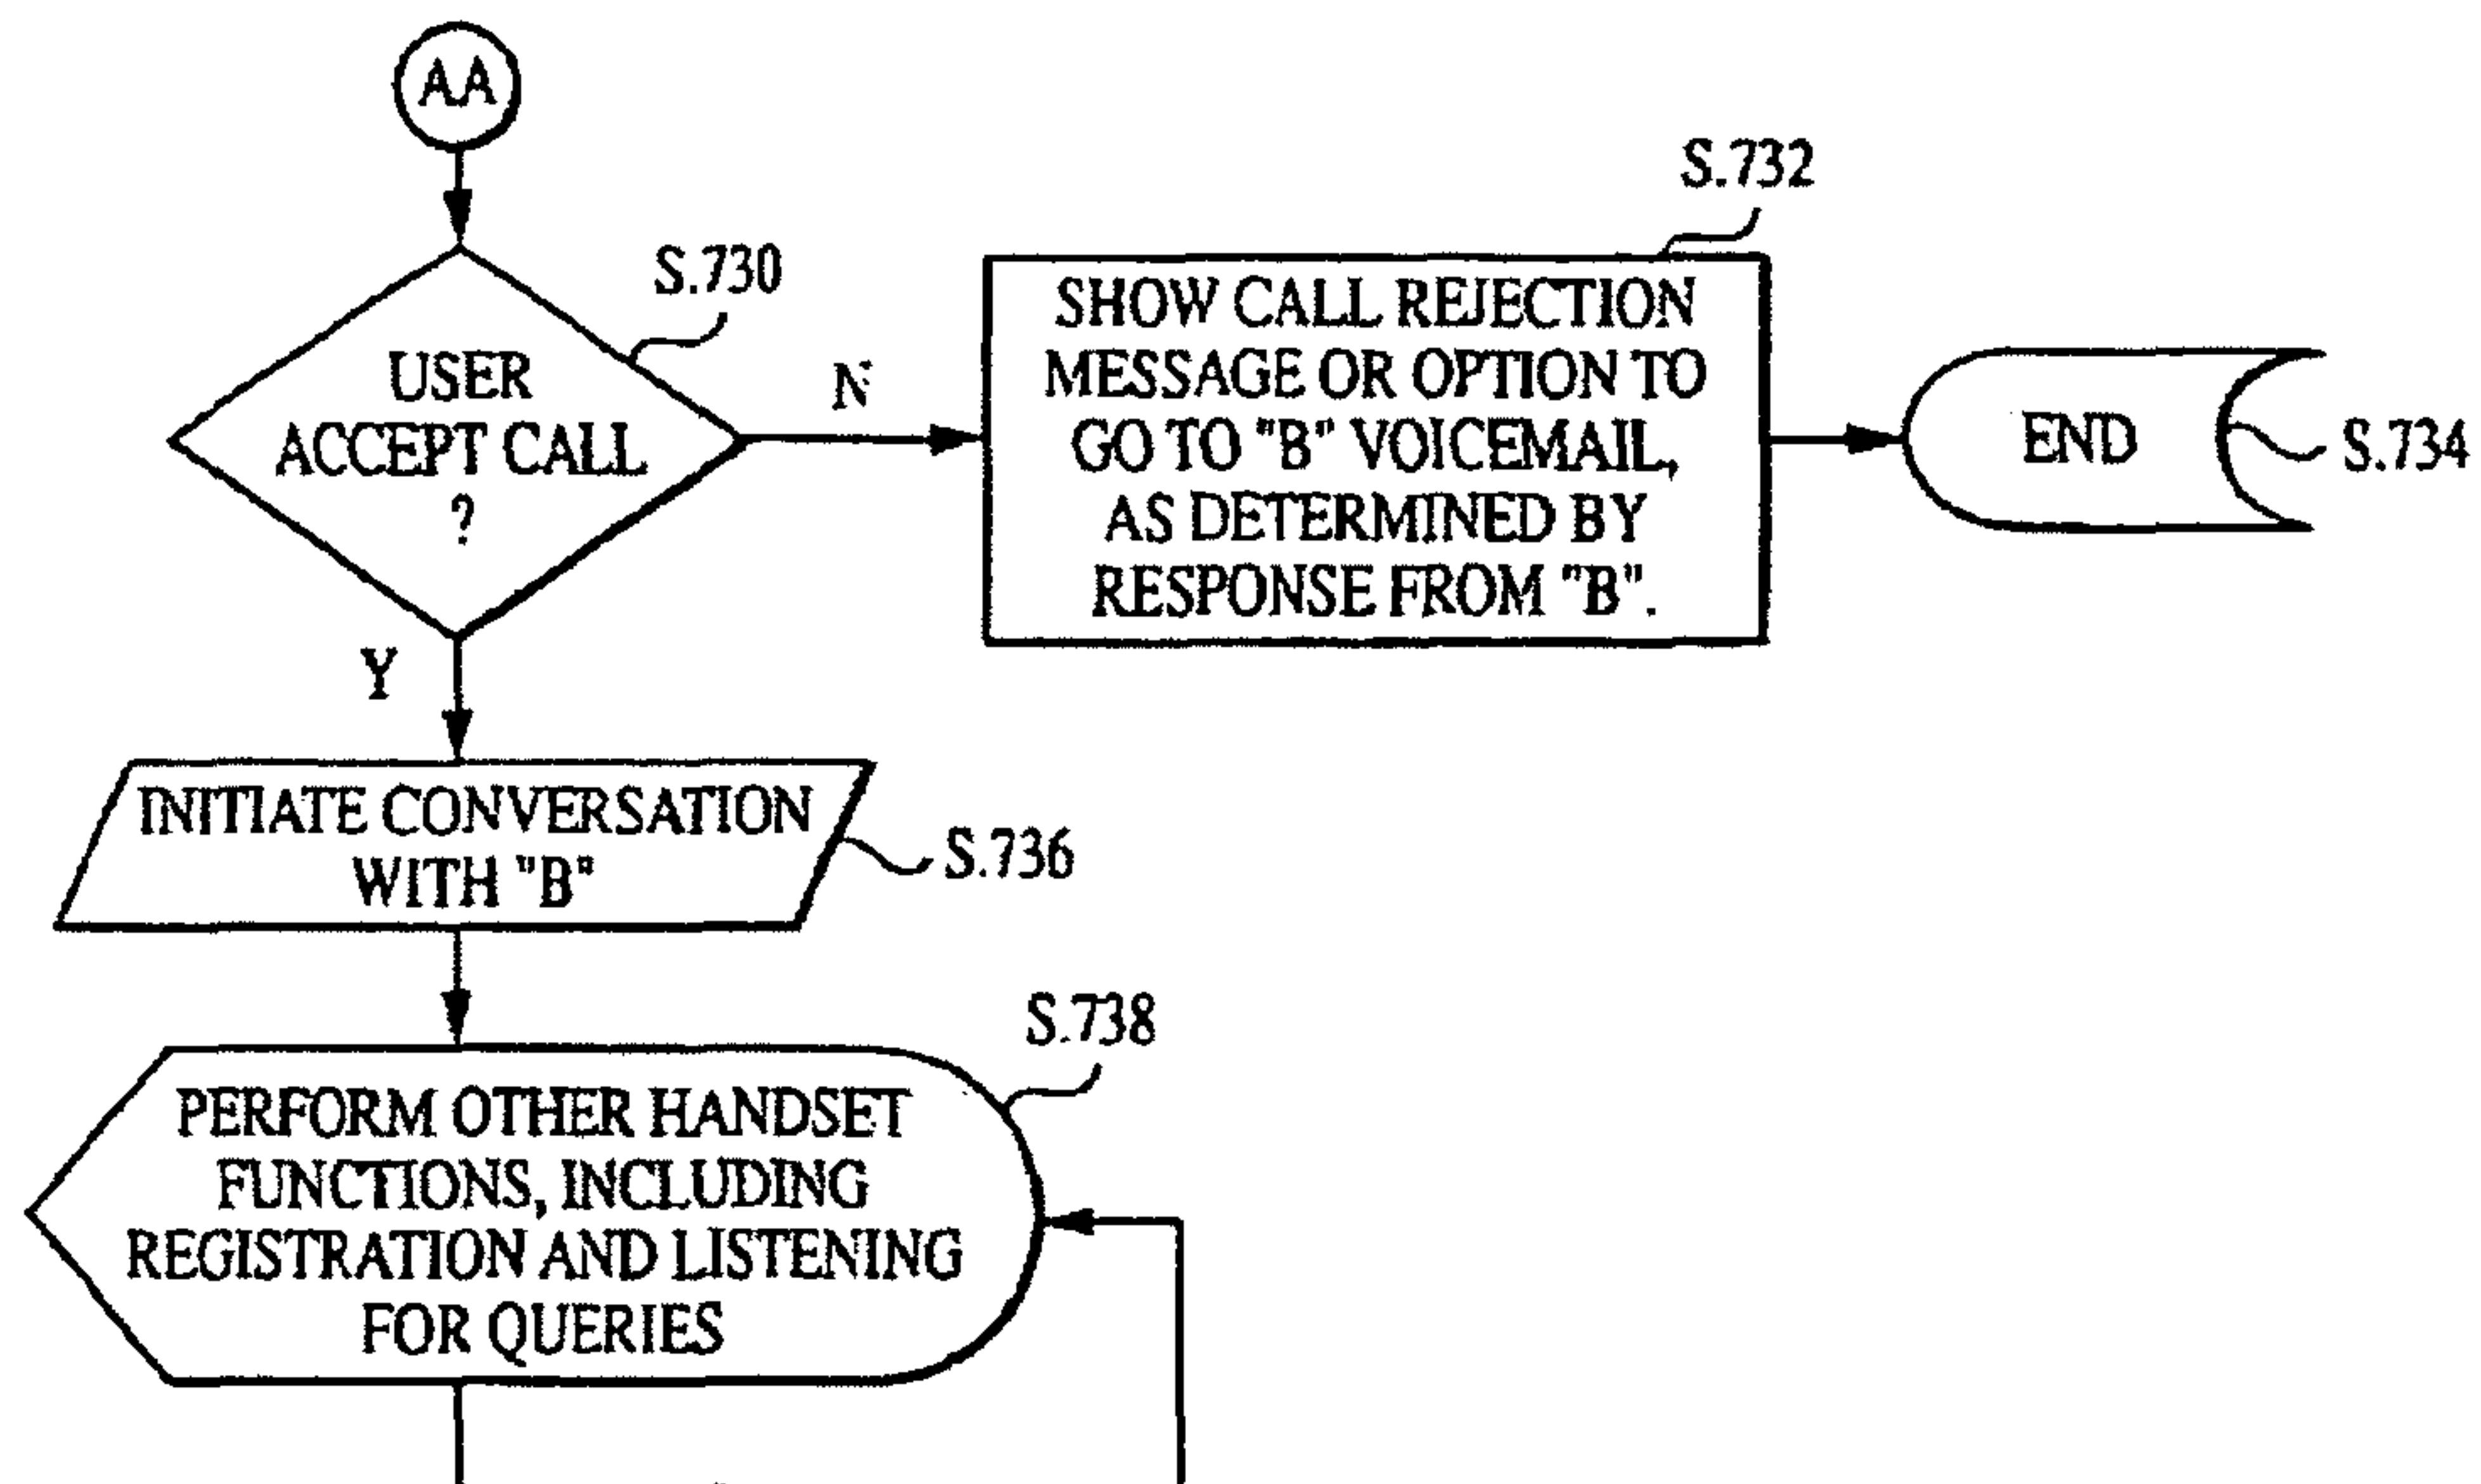 AA
S.730
USER
ACCEPT CALL
?
N
Y
S.732
SHOW CALL REJECTION
MESSAGE OR OPTION TO
GO TO "B" VOICEMAIL,
AS DETERMINED BY
RESPONSE FROM "B".
END
S.734
INITIATE CONVERSATION
WITH "B"
S.736
S.738
PERFORM OTHER HANDSET
FUNCTIONS, INCLUDING
REGISTRATION AND LISTENING
FOR QUERIES